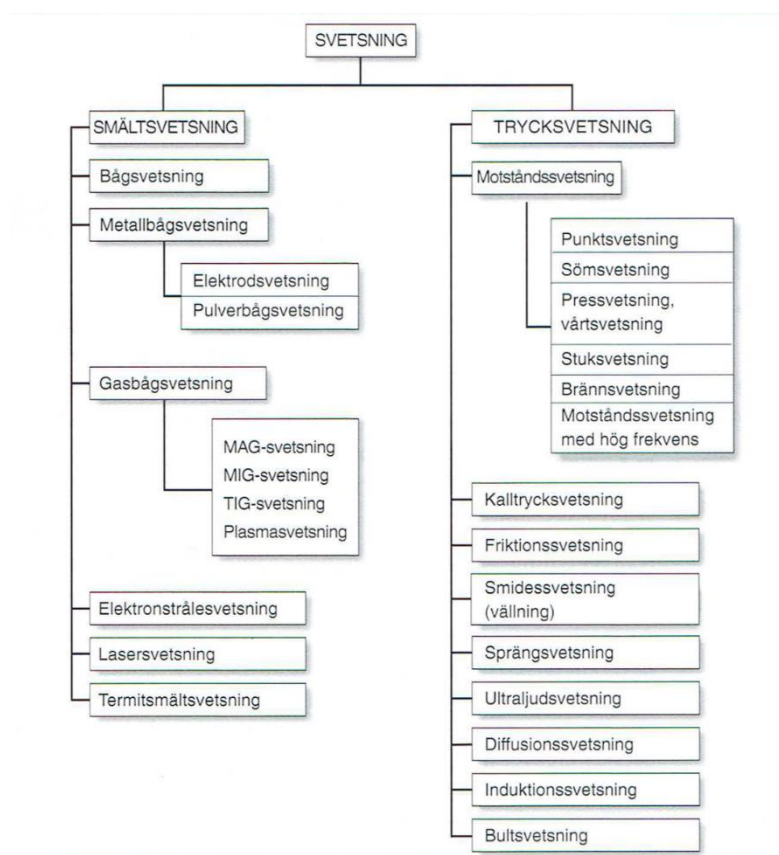 SVETSNING
SMÄLTSVETSNING
Bågsvetsning
Metallbågsvetsning
Elektrodsvetsning
Pulverbågsvetsning
Gasbågsvetsning
MAG-svetsning
MIG-svetsning
TIG-svetsning
Plasmasvetsning
Elektronstrålesvetsning
Lasersvetsning
Termitsmältsvetsning
TRYCKSVETSNING
Motståndssvetsning
Punktsvetsning
Sömsvetsning
Pressvetsning,
vårtsvetsning
Stuksvetsning
Brännsvetsning
Motståndssvetsning
med hög frekvens
Kalltrycksvetsning
Friktionssvetsning
Smidessvetsning
(vällning)
Sprängsvetsning
Ultraljudsvetsning
Diffusionssvetsning
Induktionssvetsning
Bultsvetsning